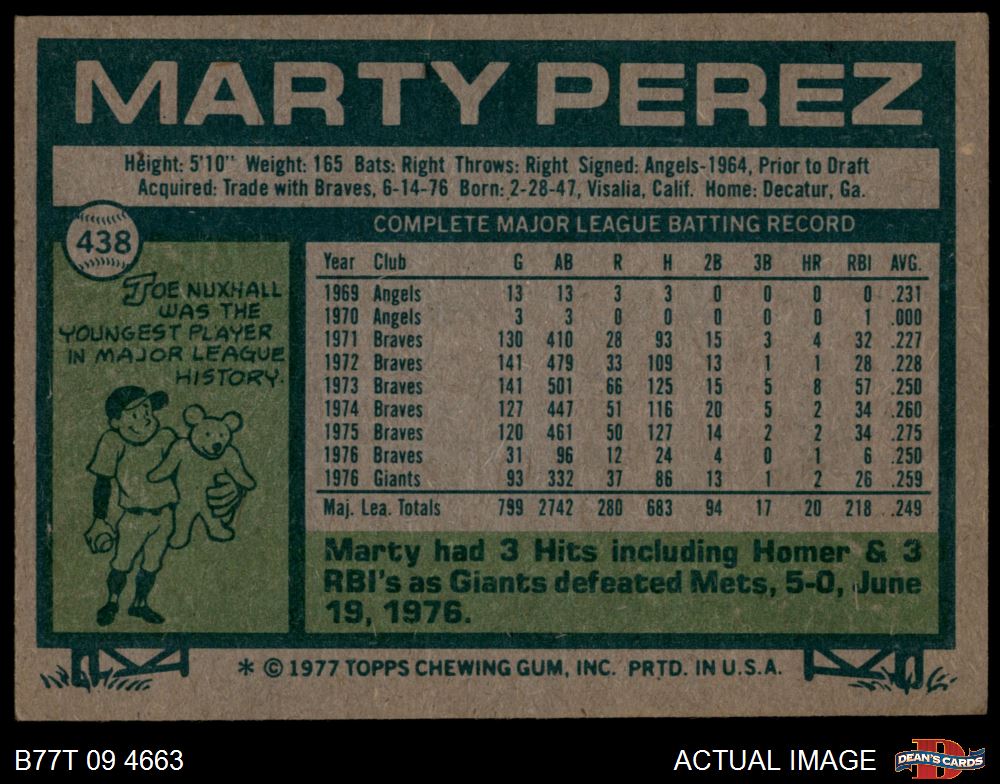 MARTY PEREZ
Height: 5'10" Weight: 165 Bats: Right Throws: Right Signed: Angels-1964, Prior to Draft
Acquired: Trade with Braves, 6-14-76 Born: 2-28-47, Visalia, Calif. Home: Decatur, Ga.
438
JOE NUXHALL
WAS THE
YOUNGEST PLAYER
IN MAJOR LEAGUE
HISTORY.
COMPLETE MAJOR LEAGUE BATTING RECORD
Year Club G AB R H 2B 3B HR RBI AVG.
1969 Angels 13 13 3 3 0 0 0 0 .231
1970 Angels 3 3 0 0 0 0 0 1 .000
1971 Braves 130 410 28 93 15 3 4 32 .227
1972 Braves 141 479 33 109 13 1 1 28 .228
1973 Braves 141 501 66 125 15 5 8 57 .250
1974 Braves 127 447 51 116 20 5 2 34 .260
1975 Braves 120 461 50 127 14 2 2 34 .275
1976 Braves 31 96 12 24 4 0 1 6 .250
1976 Giants 93 332 37 86 13 1 2 26 .259
Maj. Lea. Totals 799 2742 280 683 94 17 20 218 .249
Marty had 3 Hits including Homer & 3
RBI's as Giants defeated Mets, 5-0, June
19, 1976.
* © 1977 TOPPS CHEWING GUM, INC. PRTD. IN U.S.A.
B77T 09 4663
ACTUAL IMAGE
D
DEAN'S CARDS